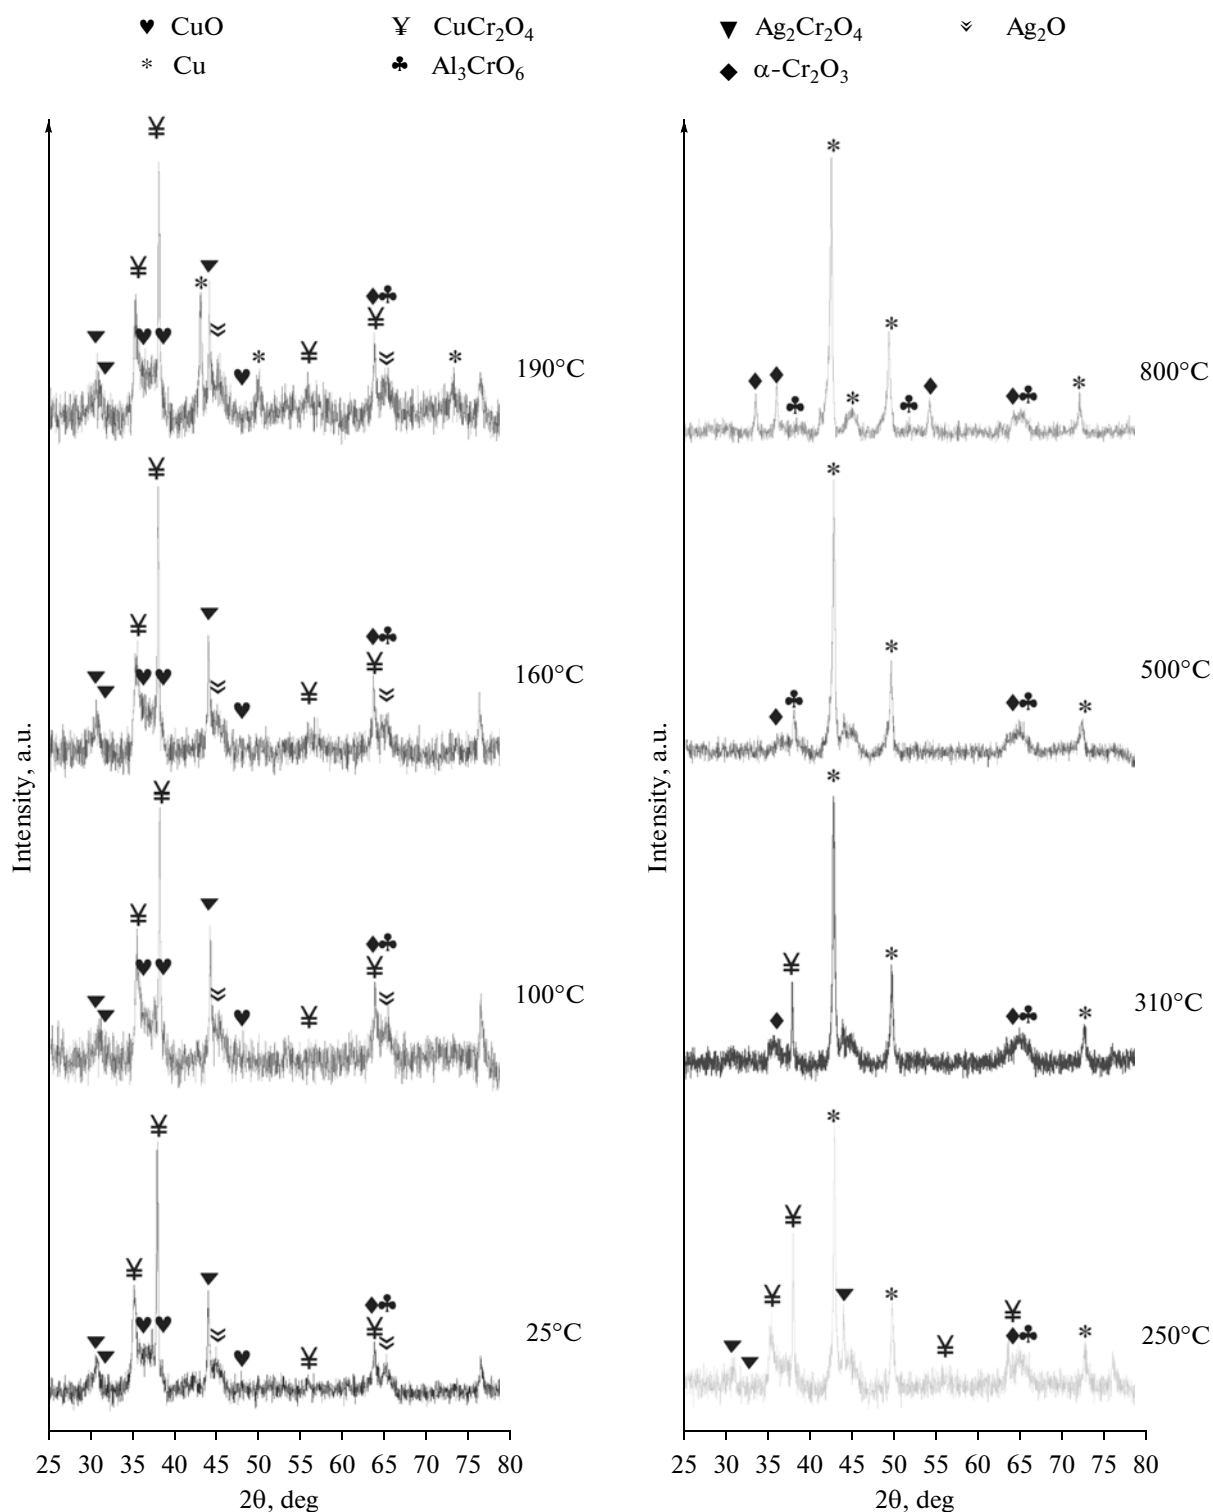 ♥ CuO ¥ CuCr₂O₄ ▼ Ag₂Cr₂O₄ Ag₂O
* Cu ♣ Al₃CrO₆ ◆ α-Cr₂O₃
Intensity, a.u.
190°C
160°C
100°C
25°C
25 30 35 40 45 50 55 60 65 70 75 80
2θ, deg
Intensity, a.u.
800°C
500°C
310°C
250°C
25 30 35 40 45 50 55 60 65 70 75 80
2θ, deg